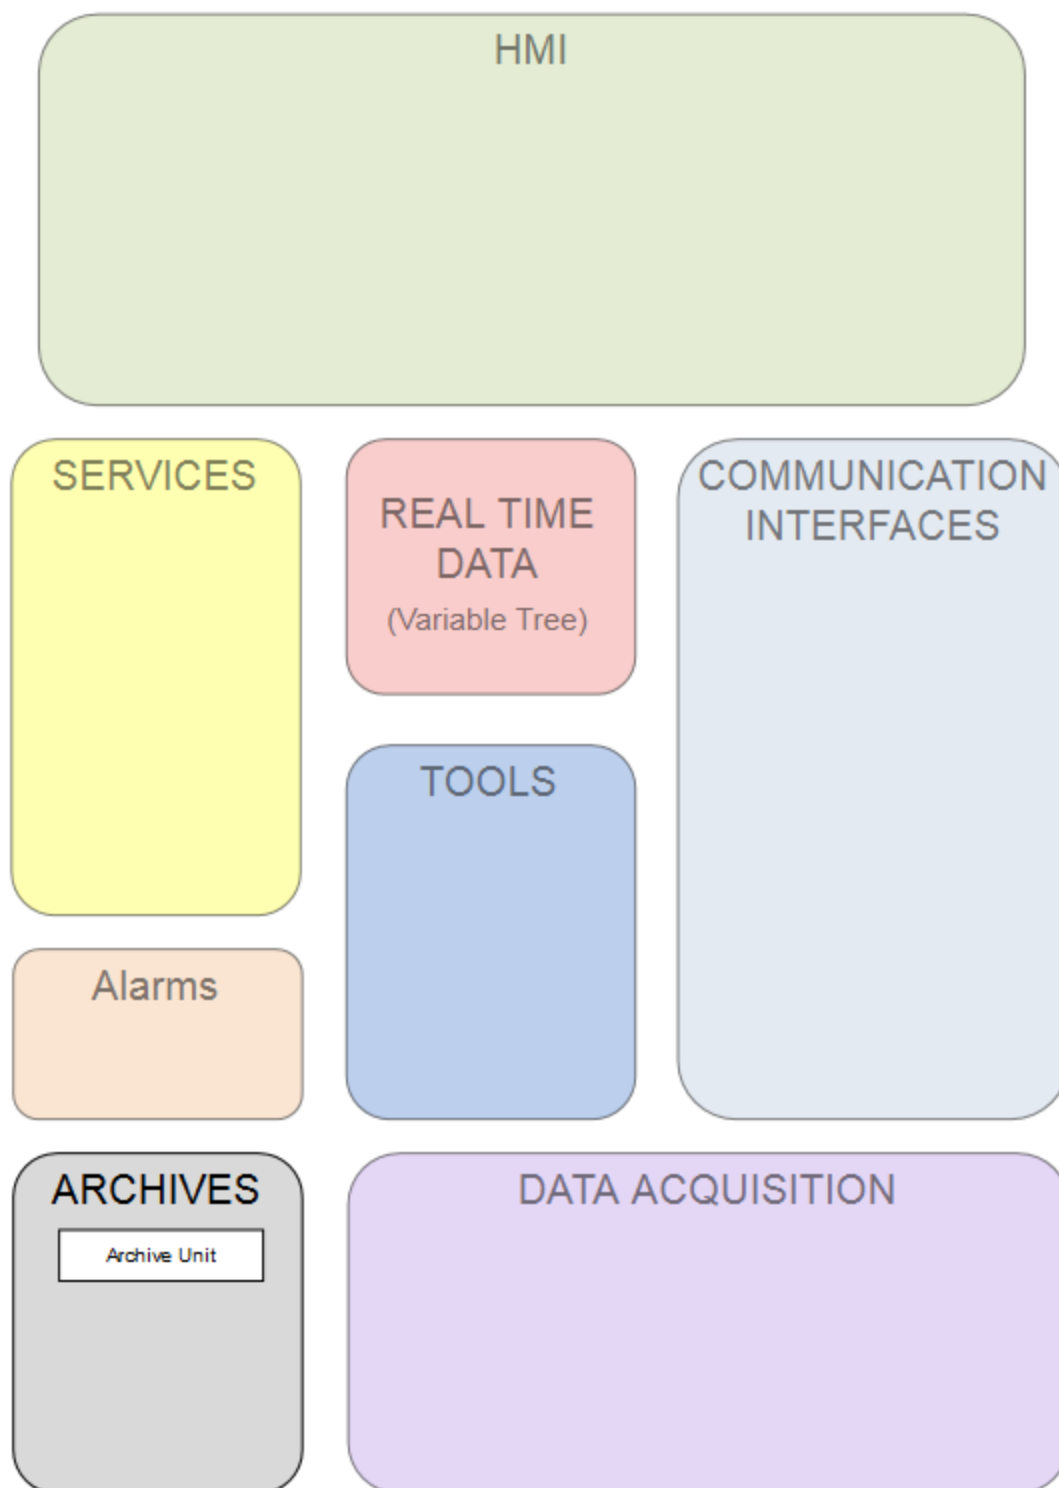 HMI
SERVICES
REAL TIME
DATA
(Variable Tree)
COMMUNICATION
INTERFACES
TOOLS
Alarms
ARCHIVES
Archive Unit
DATA ACQUISITION